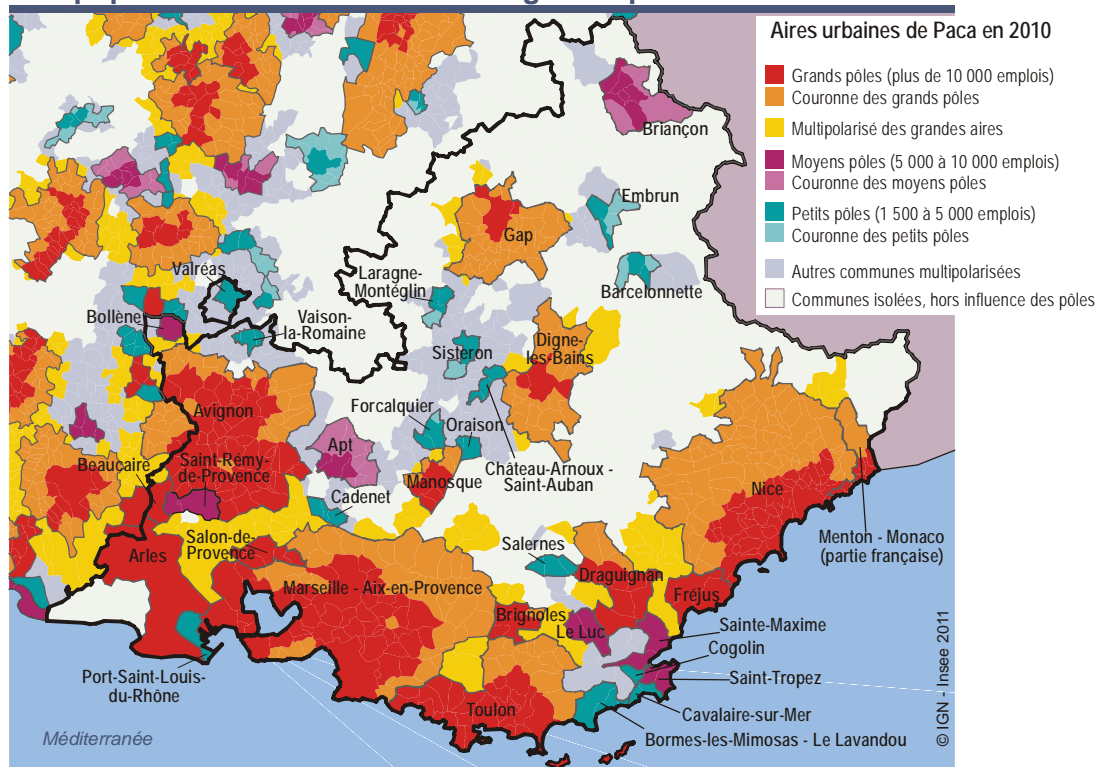 Aires urbaines de Paca en 2010
Grands pôles (plus de 10 000 emplois)
Couronne des grands pôles
Multipolarisé des grandes aires
Moyens pôles (5 000 à 10 000 emplois)
Couronne des moyens pôles
Petits pôles (1 500 à 5 000 emplois)
Couronne des petits pôles
Autres communes multipolarisées
Communes isolées, hors influence des pôles
Briançon
Embrun
Gap
Valréas
Laragne-
Montéglin
Barcelonnette
Bollène
Vaison-
la-Romaine
Sisteron
Digne-
les-Bains
Avignon
Forcalquier
Oraison
Apt
Beaucaire
Saint-Rémy-
de-Provence
Château-Arnoux -
Saint-Auban
Manosque
Cadenet
Nice
Menton - Monaco
(partie française)
Arles
Salon-de-
Provence
Salernes
Draguignan
Marseille - Aix-en-Provence
Fréjus
Brignoles
Le Luc
Sainte-Maxime
Cogolin
Saint-Tropez
Port-Saint-Louis-
du-Rhône
Toulon
Cavalaire-sur-Mer
Bormes-les-Mimosas - Le Lavandou
Méditerranée
© IGN - Insee 2011